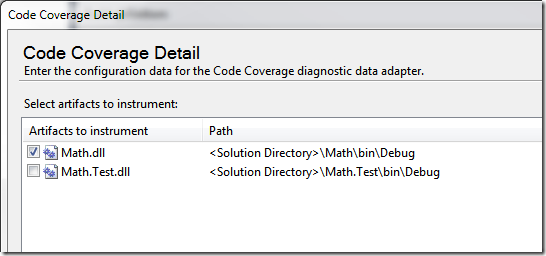 Code Coverage Detail
Code Coverage Detail
Enter the configuration data for the Code Coverage diagnostic data adapter.
Select artifacts to instrument:
Artifacts to instrument Path
Math.dll <Solution Directory>\Math\bin\Debug
Math.Test.dll <Solution Directory>\Math.Test\bin\Debug